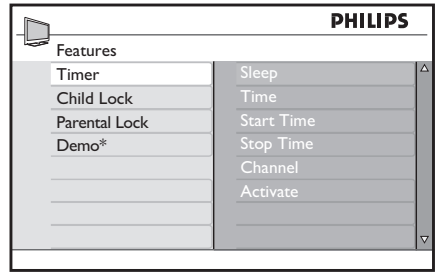 PHILIPS
Features
Timer
Child Lock
Parental Lock
Demo*
Sleep
Time
Start Time
Stop Time
Channel
Activate